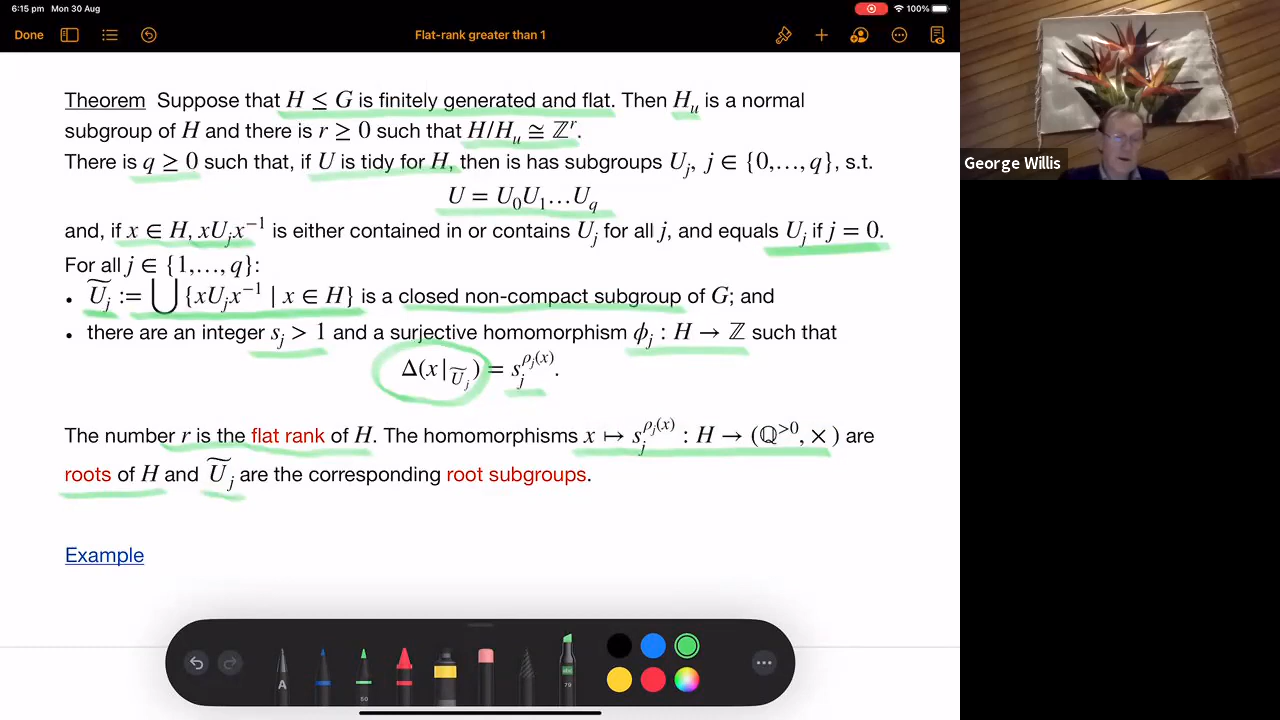 6:15 pm Mon 30 Aug
100%
Done
Flat-rank greater than 1
Theorem Suppose that H ≤ G is finitely generated and flat. Then H_u is a normal
subgroup of H and there is r ≥ 0 such that H/H_u ≅ ℤ^r.
There is q ≥ 0 such that, if U is tidy for H, then is has subgroups U_j, j ∈ {0,…, q}, s.t.
U = U_0U_1…U_q
and, if x ∈ H, xU_jx^{-1} is either contained in or contains U_j for all j, and equals U_j if j = 0.
For all j ∈ {1,…, q}:
• Ũ_j := ⋃ {xU_jx^{-1} | x ∈ H} is a closed non-compact subgroup of G; and
• there are an integer s_j > 1 and a surjective homomorphism ϕ_j : H → ℤ such that
Δ(x|_{Ũ_j}) = s_j^{ρ_j(x)}.
The number r is the flat rank of H. The homomorphisms x ↦ s_j^{ρ_j(x)} : H → (ℚ^{>0}, ×) are
roots of H and Ũ_j are the corresponding root subgroups.
Example
A
50
79
George Willis